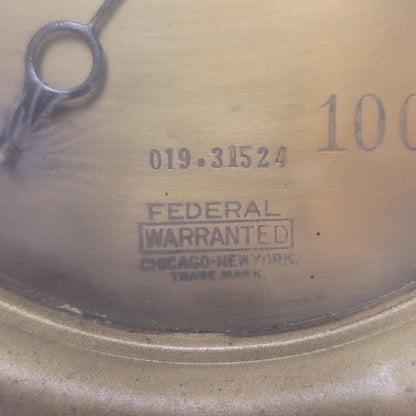 100
019.31524
FEDERAL
WARRANTED
CHICAGO-NEW YORK.
TRADE MARK.